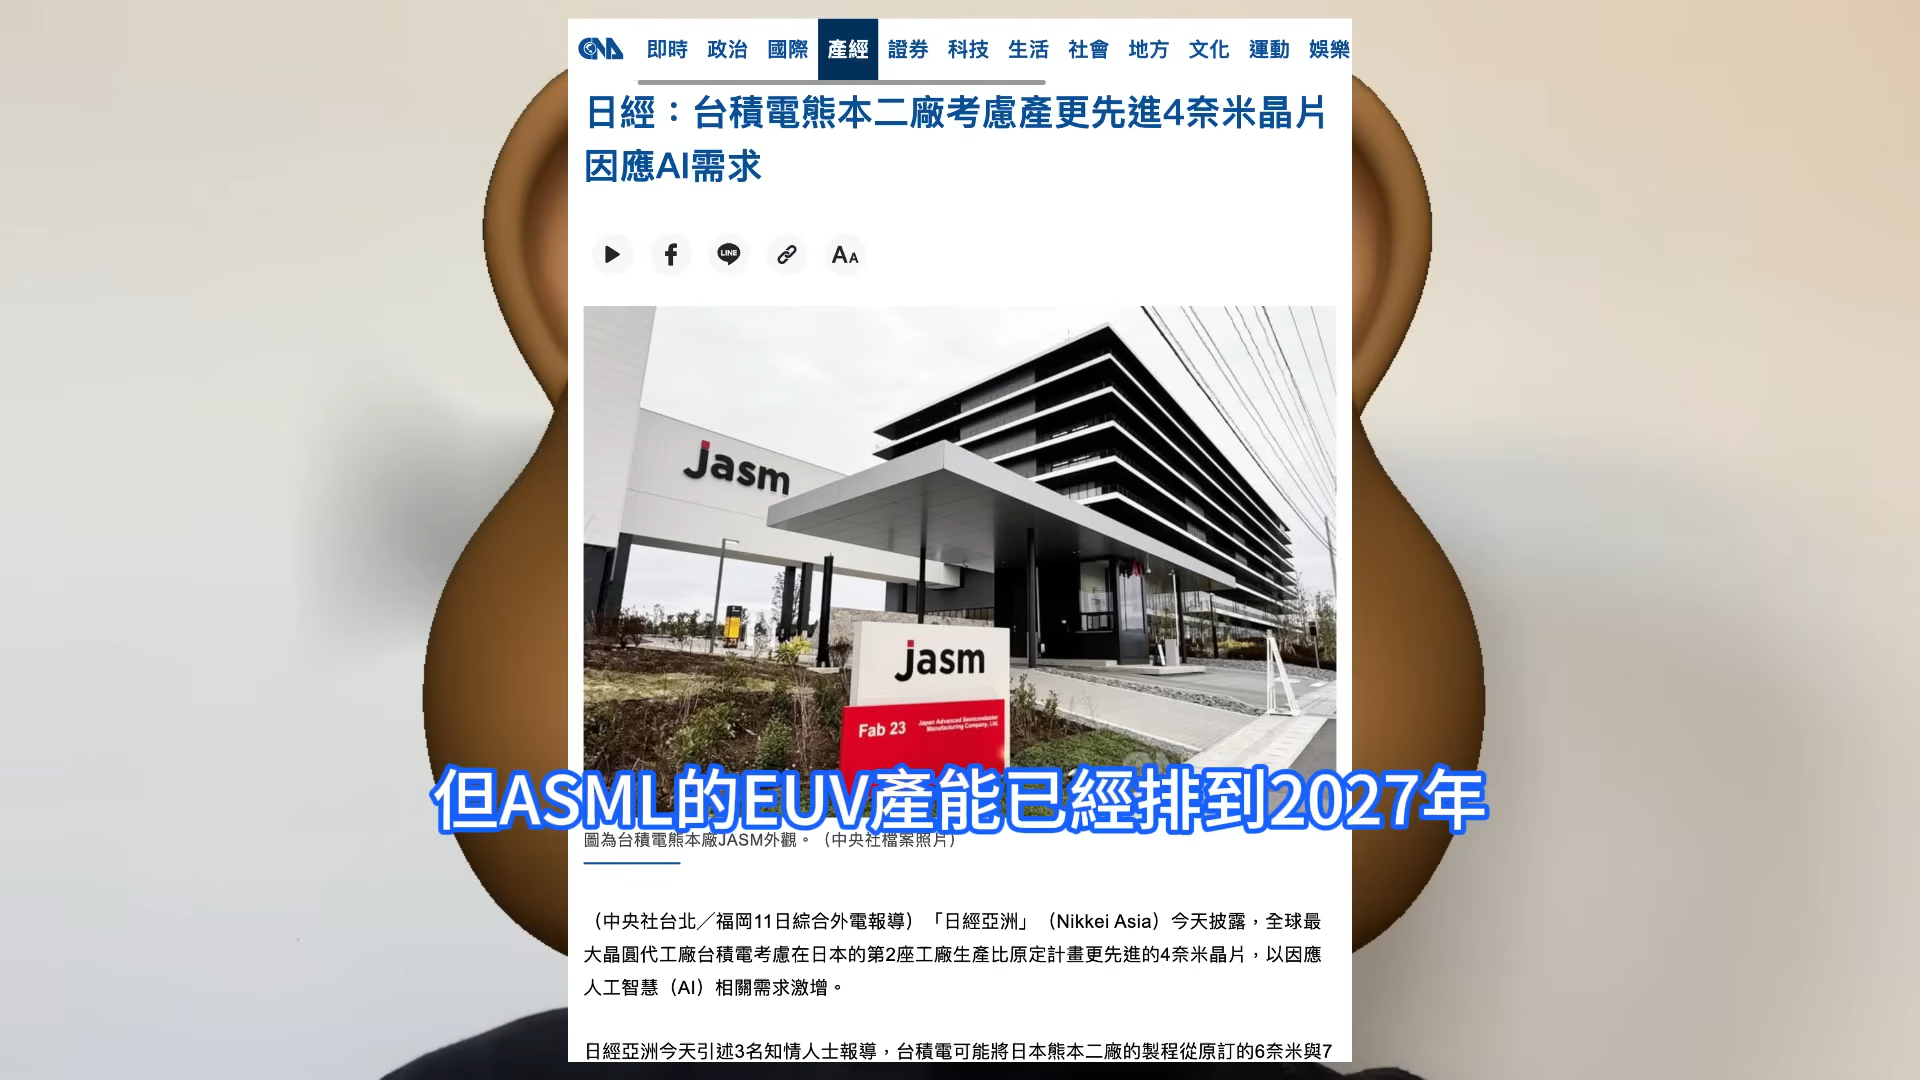 CNA 即時 政治 國際 產經 證券 科技 生活 社會 地方 文化 運動 娛樂
日經：台積電熊本二廠考慮產更先進4奈米晶片
因應AI需求
LINE AA
jasm
jasm
Fab 23 Japan Advanced Semiconductor
Manufacturing Company, Ltd.
但ASML的EUV產能已經排到2027年
圖為台積電熊本廠JASM外觀。（中央社檔案照片）
（中央社台北／福岡11日綜合外電報導）「日經亞洲」（Nikkei Asia）今天披露，全球最
大晶圓代工廠台積電考慮在日本的第2座工廠生產比原定計畫更先進的4奈米晶片，以因應
人工智慧（AI）相關需求激增。
日經亞洲今天引述3名知情人士報導，台積電可能將日本熊本二廠的製程從原訂的6奈米與7